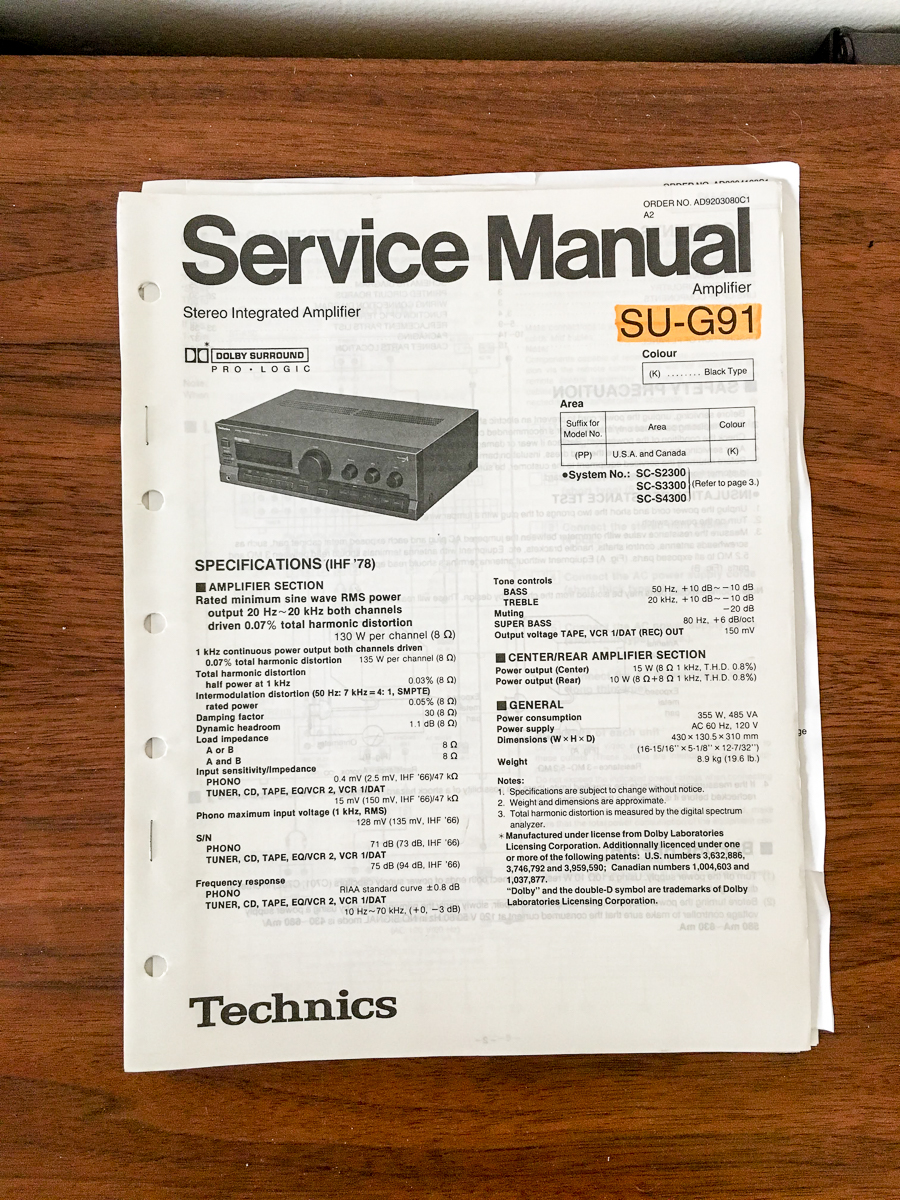 ORDER NO. AD9203080C1
A2
Service Manual
Amplifier
Stereo Integrated Amplifier
SU-G91
DOLBY SURROUND*
PRO · LOGIC
Colour
(K) ........ Black Type
Area
Suffix for Model No. Area Colour
(PP) U.S.A. and Canada (K)
●System No.: SC-S2300
SC-S3300 (Refer to page 3.)
SC-S4300
SPECIFICATIONS (IHF '78)
■ AMPLIFIER SECTION
Rated minimum sine wave RMS power
output 20 Hz~20 kHz both channels
driven 0.07% total harmonic distortion
130 W per channel (8 Ω)
1 kHz continuous power output both channels driven
0.07% total harmonic distortion 135 W per channel (8 Ω)
Total harmonic distortion
half power at 1 kHz 0.03% (8 Ω)
Intermodulation distortion (50 Hz: 7 kHz=4: 1, SMPTE)
rated power 0.05% (8 Ω)
Damping factor 30 (8 Ω)
Dynamic headroom 1.1 dB (8 Ω)
Load impedance
A or B 8 Ω
A and B 8 Ω
Input sensitivity/Impedance
PHONO 0.4 mV (2.5 mV, IHF '66)/47 kΩ
TUNER, CD, TAPE, EQ/VCR 2, VCR 1/DAT
15 mV (150 mV, IHF '66)/47 kΩ
Phono maximum input voltage (1 kHz, RMS)
128 mV (135 mV, IHF '66)
S/N
PHONO 71 dB (73 dB, IHF '66)
TUNER, CD, TAPE, EQ/VCR 2, VCR 1/DAT
75 dB (94 dB, IHF '66)
Frequency response
PHONO RIAA standard curve ±0.8 dB
TUNER, CD, TAPE, EQ/VCR 2, VCR 1/DAT
10 Hz~70 kHz, (+0, −3 dB)
Tone controls
BASS 50 Hz, +10 dB~−10 dB
TREBLE 20 kHz, +10 dB~−10 dB
Muting −20 dB
SUPER BASS 80 Hz, +6 dB/oct
Output voltage TAPE, VCR 1/DAT (REC) OUT 150 mV
■ CENTER/REAR AMPLIFIER SECTION
Power output (Center) 15 W (8 Ω 1 kHz, T.H.D. 0.8%)
Power output (Rear) 10 W (8 Ω+8 Ω 1 kHz, T.H.D. 0.8%)
■ GENERAL
Power consumption 355 W, 485 VA
Power supply AC 60 Hz, 120 V
Dimensions (W×H×D) 430×130.5×310 mm
(16-15/16"×5-1/8"×12-7/32")
Weight 8.9 kg (19.6 lb.)
Notes:
1. Specifications are subject to change without notice.
2. Weight and dimensions are approximate.
3. Total harmonic distortion is measured by the digital spectrum
analyzer.
* Manufactured under license from Dolby Laboratories
Licensing Corporation. Additionnally licenced under one
or more of the following patents: U.S. numbers 3,632,886,
3,746,792 and 3,959,590; Canadian numbers 1,004,603 and
1,037,877.
"Dolby" and the double-D symbol are trademarks of Dolby
Laboratories Licensing Corporation.
Technics